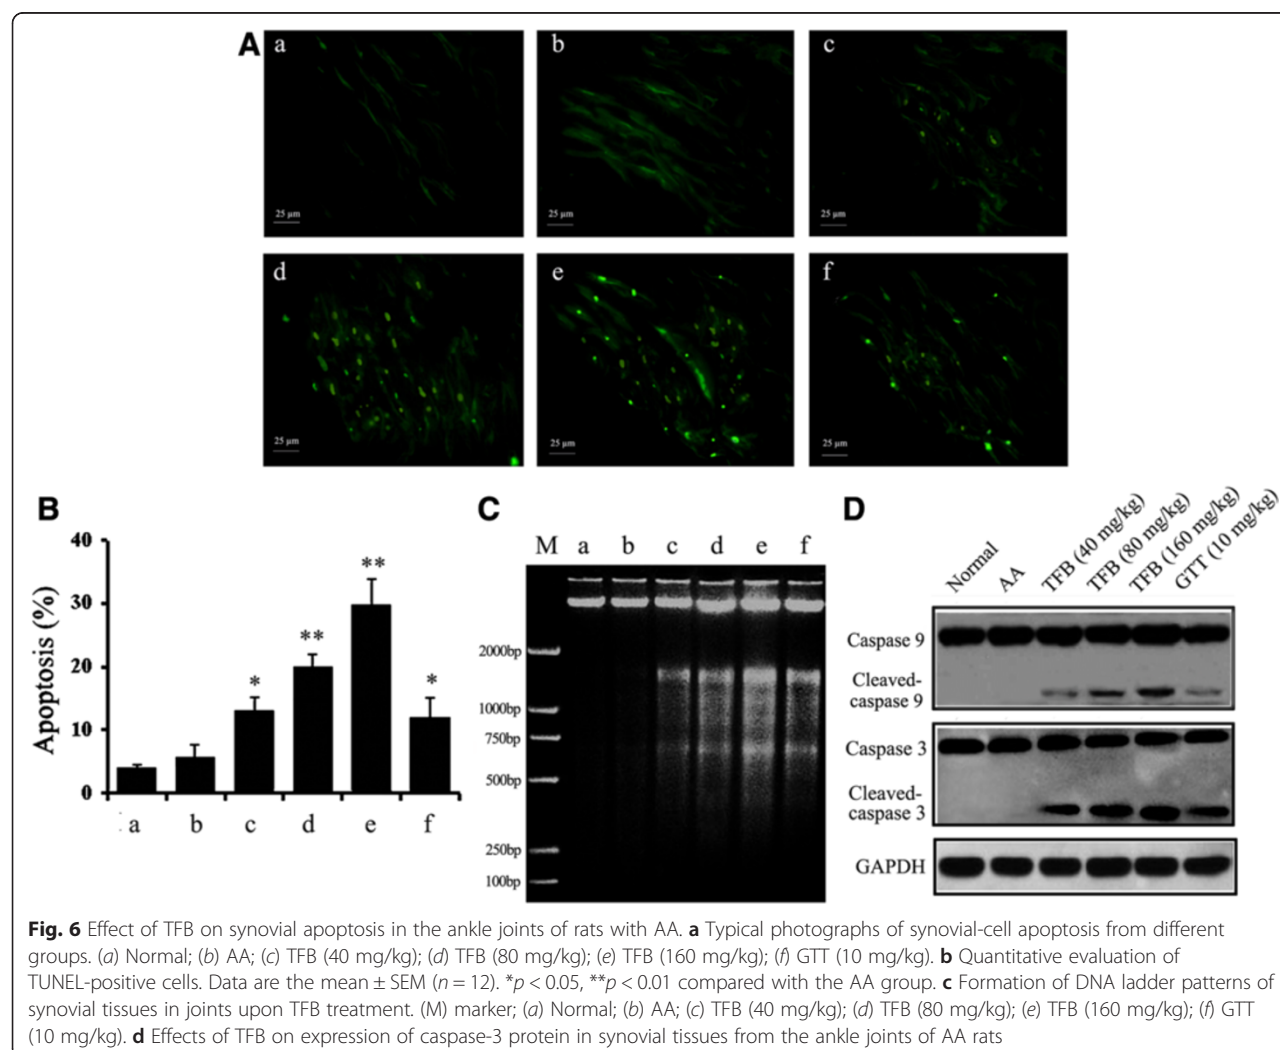 A
a b c
25 µm 25 µm 25 µm
d e f
25 µm 25 µm 25 µm
B
**
**
*
*
40
30
20
10
0
Apoptosis (%)
a b c d e f
C
M a b c d e f
2000bp
1000bp
750bp
500bp
250bp
100bp
D
Normal
AA
TFB (40 mg/kg)
TFB (80 mg/kg)
TFB (160 mg/kg)
GTT (10 mg/kg)
Caspase 9
Cleaved-
caspase 9
Caspase 3
Cleaved-
caspase 3
GAPDH
Fig. 6 Effect of TFB on synovial apoptosis in the ankle joints of rats with AA. a Typical photographs of synovial-cell apoptosis from different
groups. (a) Normal; (b) AA; (c) TFB (40 mg/kg); (d) TFB (80 mg/kg); (e) TFB (160 mg/kg); (f) GTT (10 mg/kg). b Quantitative evaluation of
TUNEL-positive cells. Data are the mean ± SEM (n = 12). *p < 0.05, **p < 0.01 compared with the AA group. c Formation of DNA ladder patterns of
synovial tissues in joints upon TFB treatment. (M) marker; (a) Normal; (b) AA; (c) TFB (40 mg/kg); (d) TFB (80 mg/kg); (e) TFB (160 mg/kg); (f) GTT
(10 mg/kg). d Effects of TFB on expression of caspase-3 protein in synovial tissues from the ankle joints of AA rats